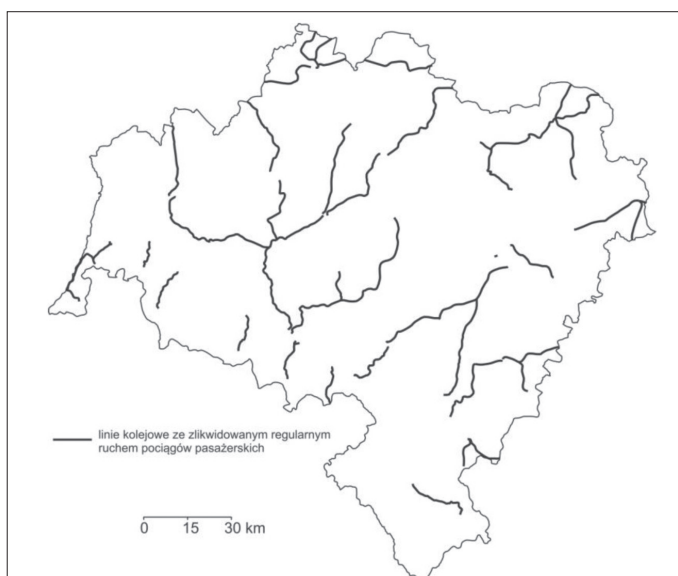 linie kolejowe ze zlikwidowanym regularnym
ruchem pociągów pasażerskich
0 15 30 km